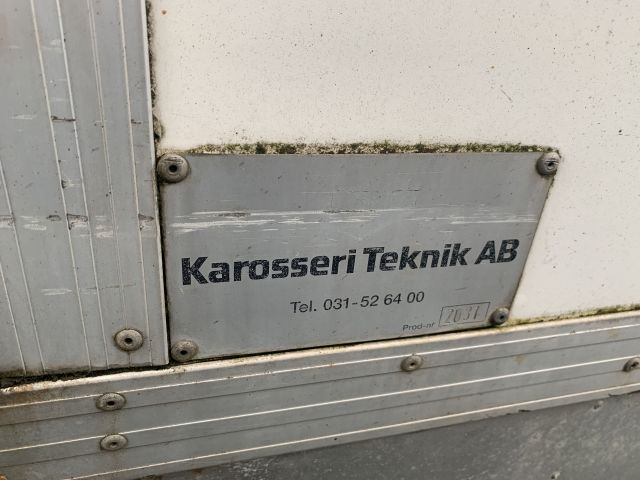 Karosseri Teknik AB
Tel. 031-52 64 00
Prod-nr 2031